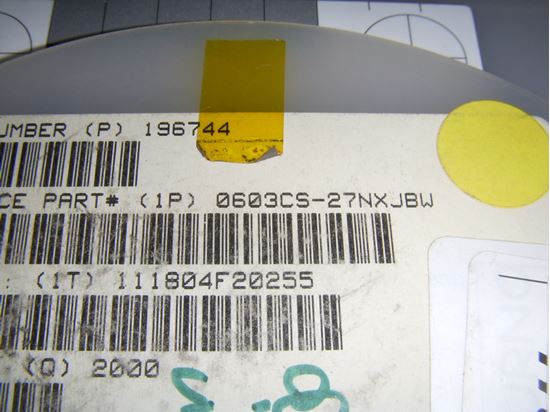 UMBER (P) 196744
CE PART# (1P) 0603CS-27NXJBW
: (1T) 111804F20255
(Q) 2000